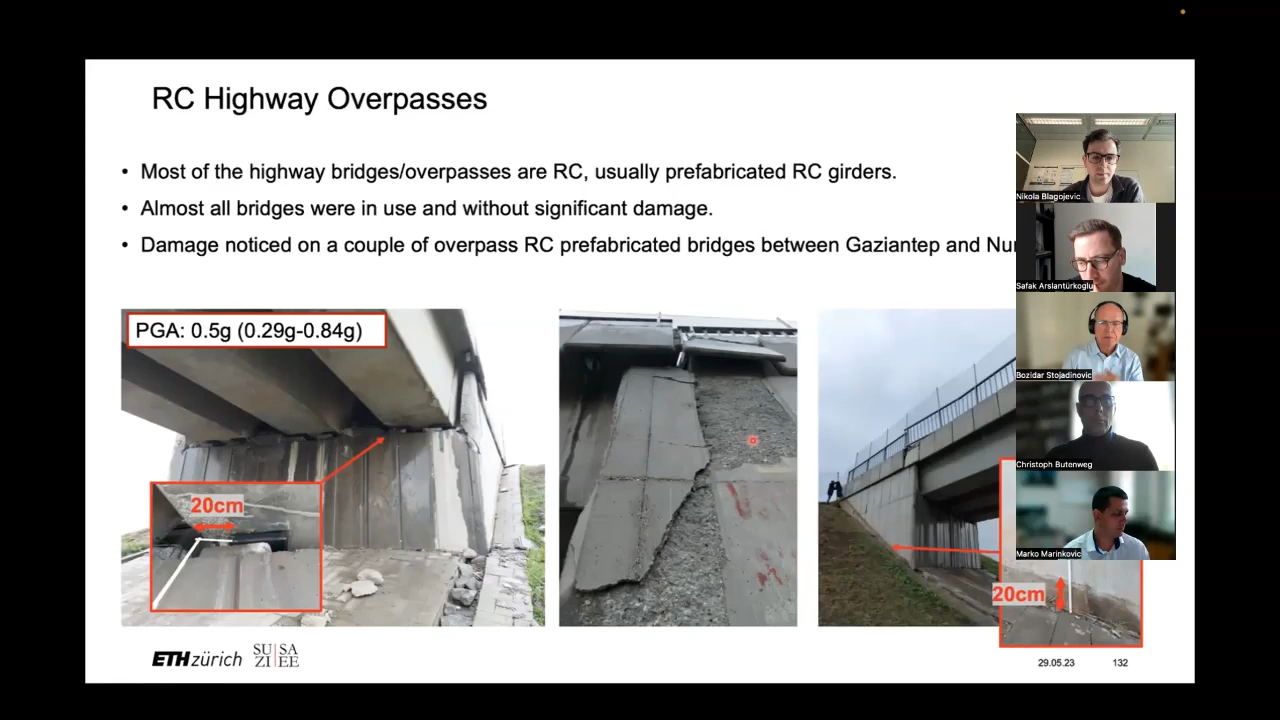 RC Highway Overpasses
• Most of the highway bridges/overpasses are RC, usually prefabricated RC girders.
• Almost all bridges were in use and without significant damage.
• Damage noticed on a couple of overpass RC prefabricated bridges between Gaziantep and Nur
PGA: 0.5g (0.29g-0.84g)
20cm
20cm
Nikola Blagojevic
Safak Arslantürkoglu
Bozidar Stojadinovic
Christoph Butenweg
Marko Marinkovic
ETH zürich
SU|SA
ZI|EE
29.05.23
132